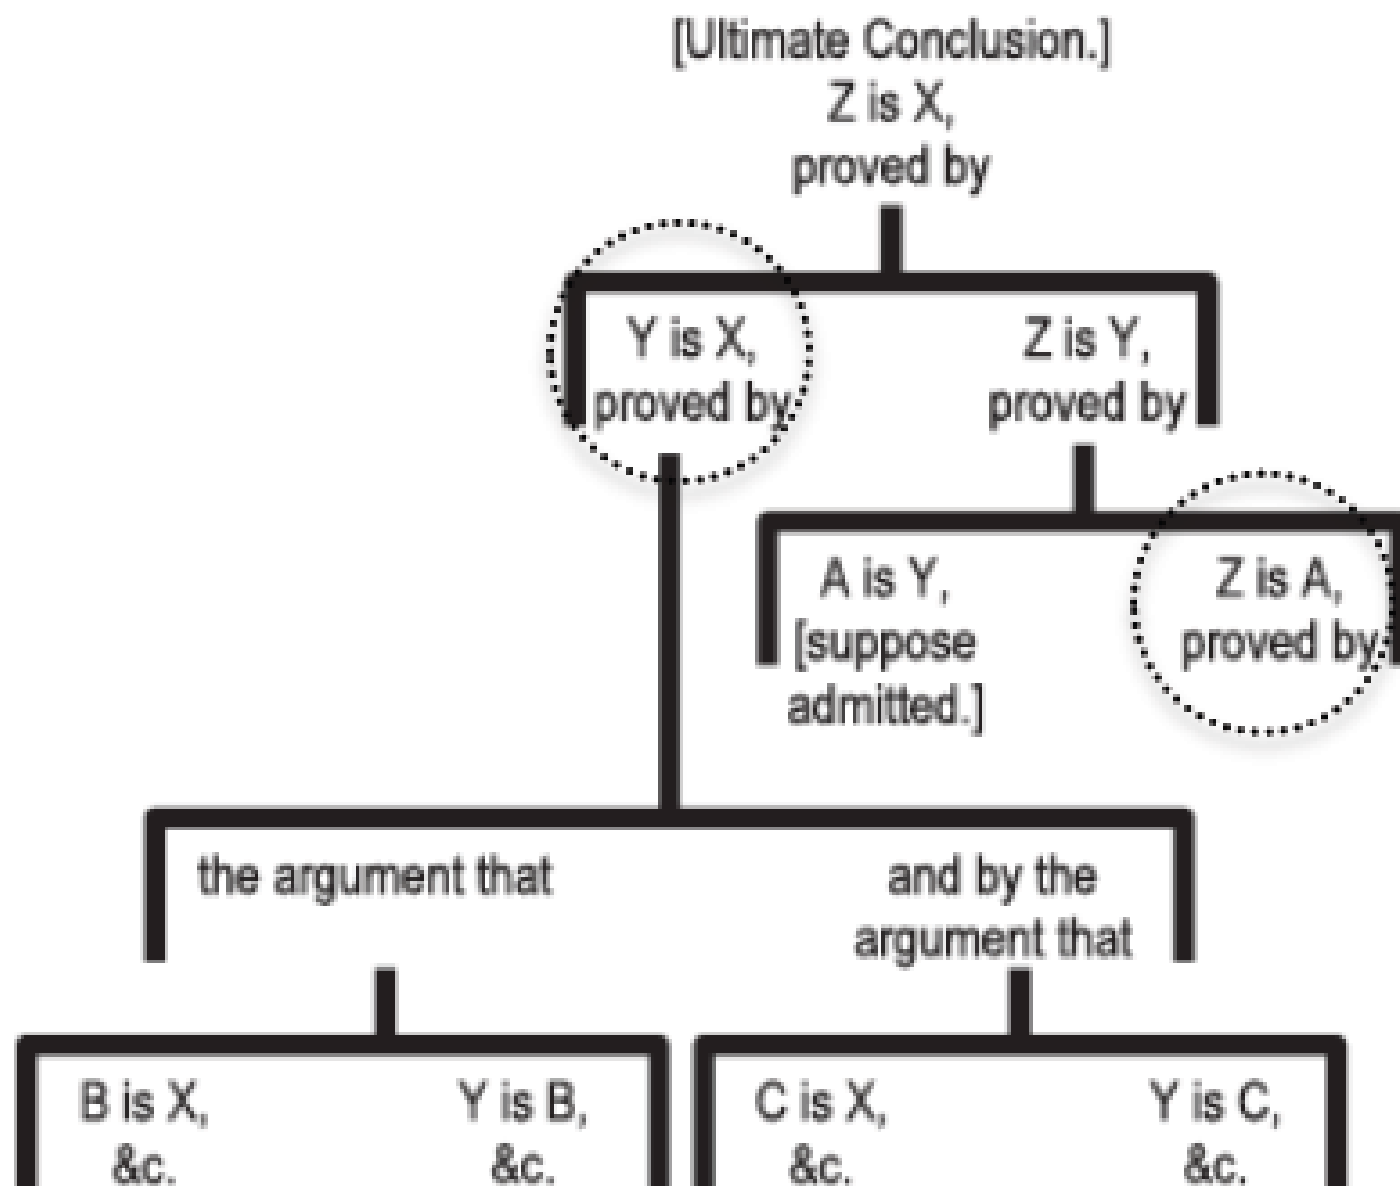 [Ultimate Conclusion.]
Z is X,
proved by
Y is X,
proved by
Z is Y,
proved by
A is Y,
[suppose
admitted.]
Z is A,
proved by
the argument that
and by the
argument that
B is X,
&c.
Y is B,
&c.
C is X,
&c.
Y is C,
&c.